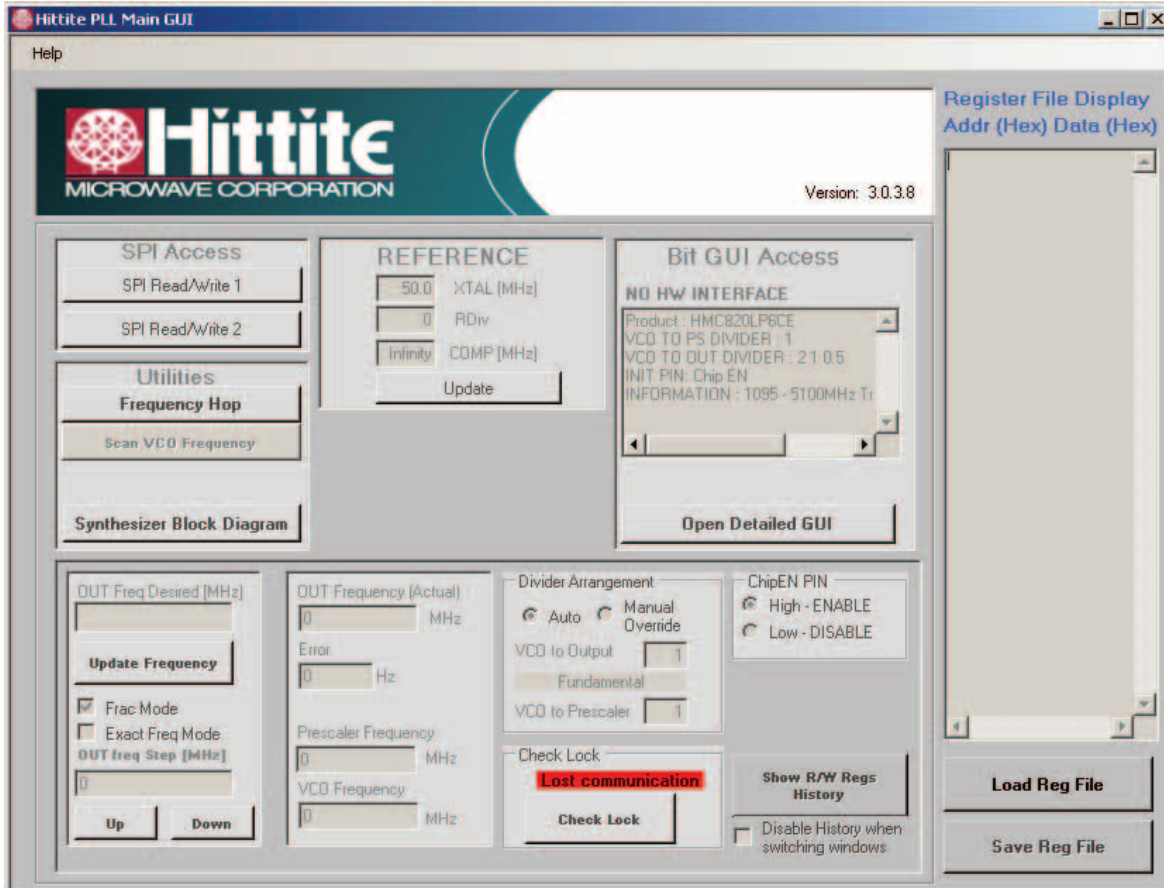 Hittite PLL Main GUI
Help
Hittite
MICROWAVE CORPORATION
Version: 3.0.3.8
Register File Display
Addr (Hex) Data (Hex)
SPI Access
SPI Read/Write 1
SPI Read/Write 2
Utilities
Frequency Hop
Scan VCO Frequency
Synthesizer Block Diagram
REFERENCE
50.0 XTAL [MHz]
0 RDiv
Infinity COMP [MHz]
Update
Bit GUI Access
NO HW INTERFACE
Product : HMC820LP6CE
VCO TO PS DIVIDER : 1
VCO TO OUT DIVIDER : 2 1 0.5
INIT PIN: Chip EN
INFORMATION : 1095 - 5100MHz Tr
Open Detailed GUI
OUT Freq Desired [MHz]
Update Frequency
Frac Mode
Exact Freq Mode
OUT freq Step [MHz]
0
Up Down
OUT Frequency (Actual)
0 MHz
Error
0 Hz
Prescaler Frequency
0 MHz
VCO Frequency
0 MHz
Divider Arrangement
Auto Manual Override
VCO to Output 1
Fundamental
VCO to Prescaler 1
Check Lock
Lost communication
Check Lock
ChipEN PIN
High - ENABLE
Low - DISABLE
Show R/W Regs
History
Disable History when
switching windows
Load Reg File
Save Reg File